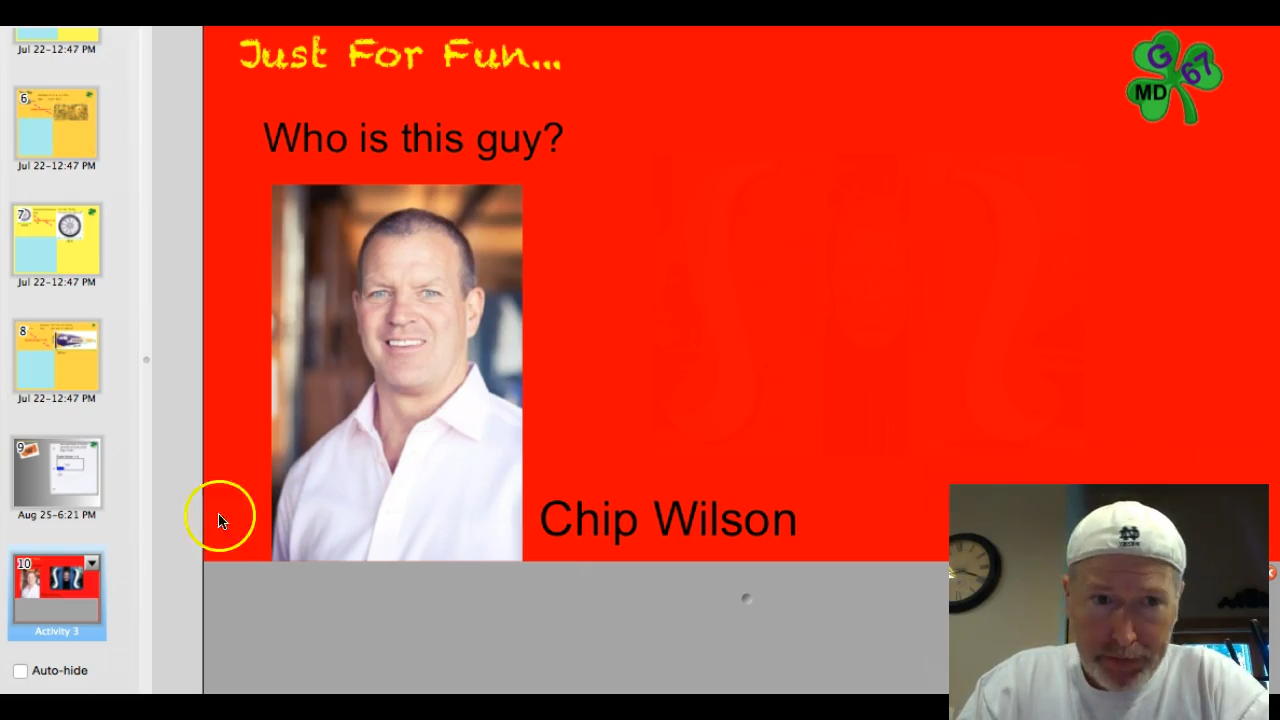 Just For Fun...
G
67
MD
Who is this guy?
Chip Wilson
Jul 22-12:47 PM
6
Jul 22-12:47 PM
7
Jul 22-12:47 PM
8
Jul 22-12:47 PM
9
Aug 25-6:21 PM
10
Activity 3
Auto-hide